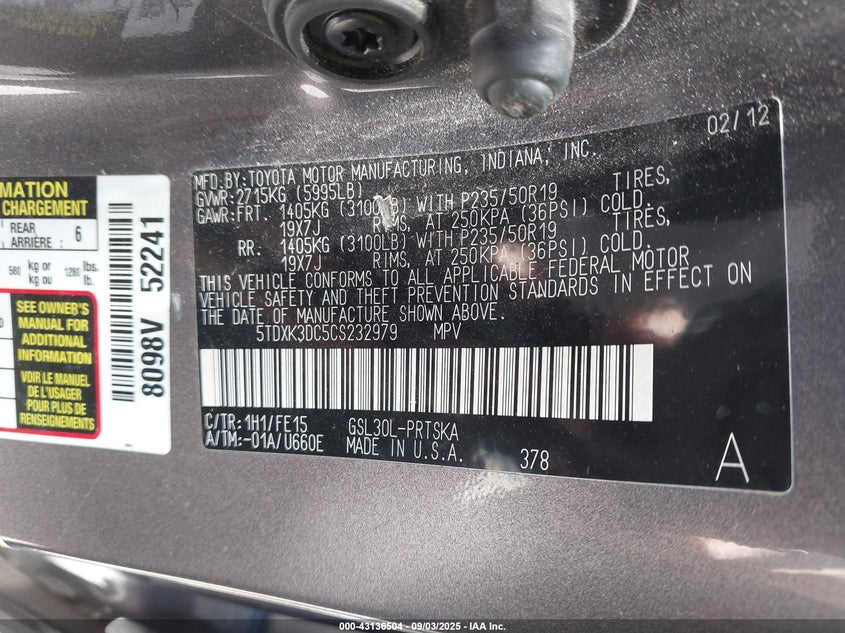 02/12
MFD.BY:TOYOTA MOTOR MANUFACTURING, INDIANA, INC.
GVWR:2715KG (5995LB)
GAWR:FRT. 1405KG (3100LB) WITH P235/50R19 TIRES,
19X7J RIMS, AT 250KPA (36PSI) COLD.
RR. 1405KG (3100LB) WITH P235/50R19 TIRES,
19X7J RIMS, AT 250KPA (36PSI) COLD.
THIS VEHICLE CONFORMS TO ALL APPLICABLE FEDERAL MOTOR
VEHICLE SAFETY AND THEFT PREVENTION STANDARDS IN EFFECT ON
THE DATE OF MANUFACTURE SHOWN ABOVE.
5TDXK3DC5CS232979 MPV
C/TR: 1H1/FE15 GSL30L-PRTSKA
A/TM:-01A/U660E MADE IN U.S.A. 378
A
MATION
CHARGEMENT
REAR
ARRIÈRE: 6
580 kg or kg ou 1280 lbs. lb.
SEE OWNER'S
MANUAL FOR
ADDITIONAL
INFORMATION
VOIR LE MANUEL
DE L'USAGER
POUR PLUS DE
RENSEIGNEMENTS
8098V 52241
000-43136504 - 09/03/2025 - IAA Inc.